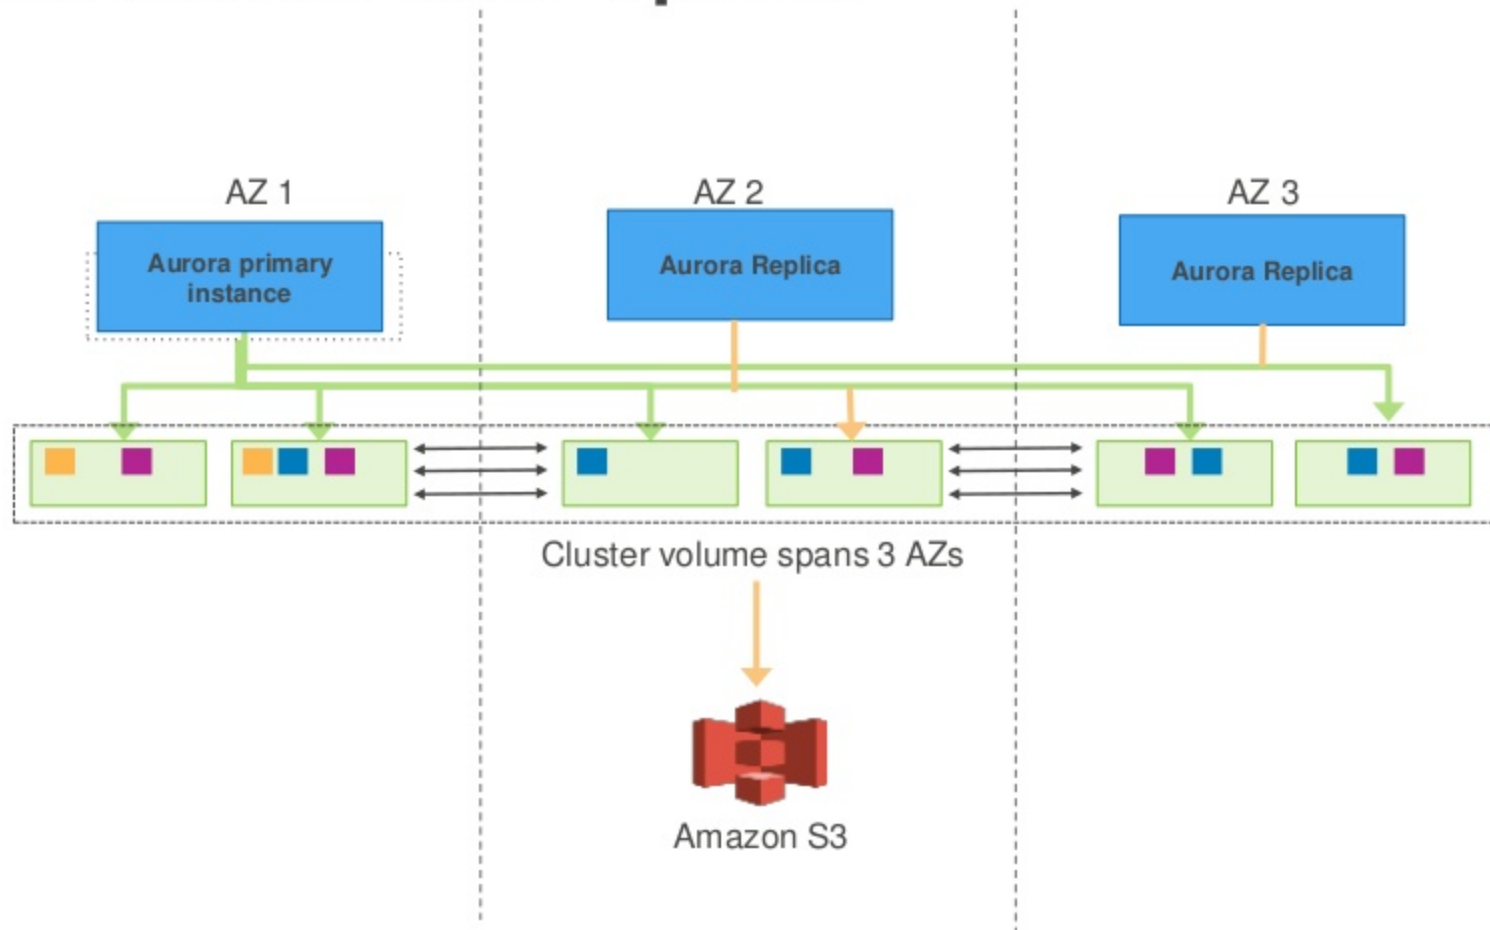 AZ 1
AZ 2
AZ 3
Aurora primary
instance
Aurora Replica
Aurora Replica
Cluster volume spans 3 AZs
Amazon S3